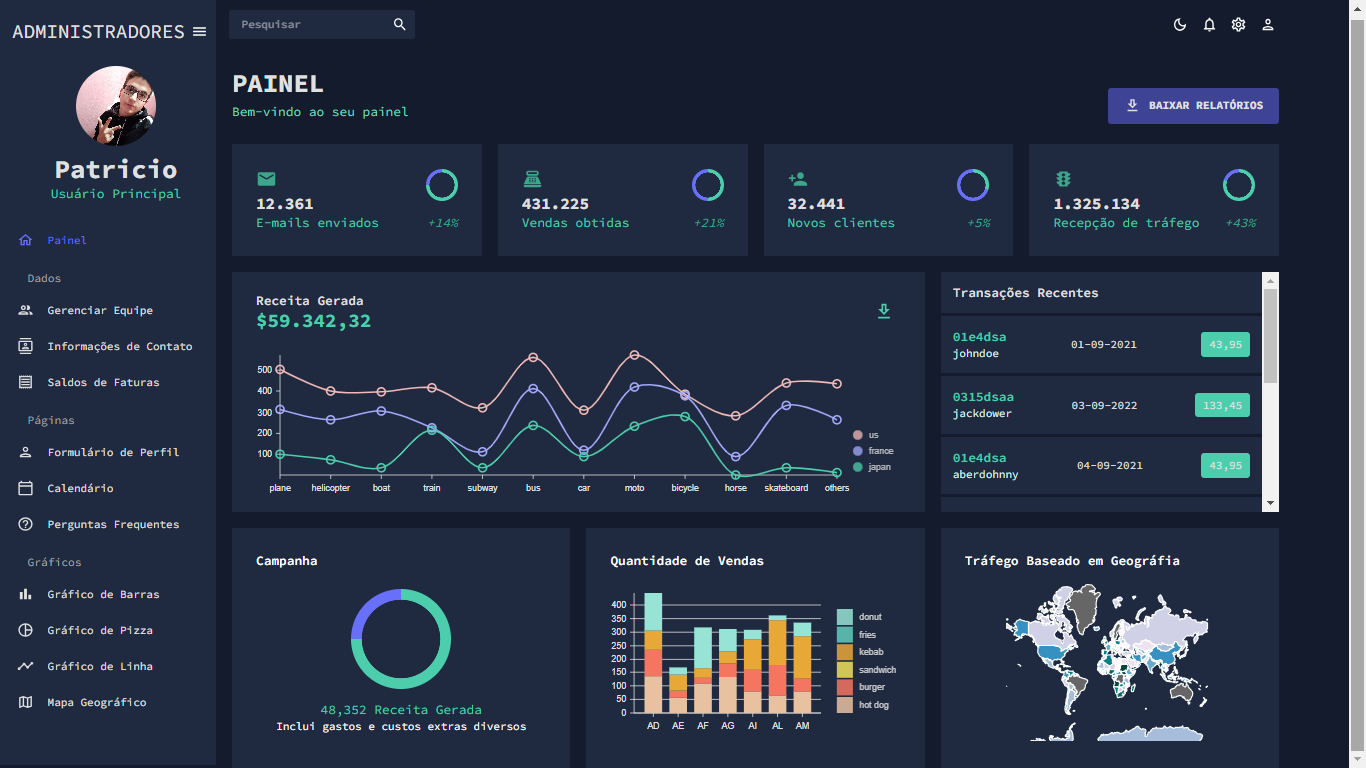 ADMINISTRADORES
Patricio
Usuário Principal
Painel
Dados
Gerenciar Equipe
Informações de Contato
Saldos de Faturas
Páginas
Formulário de Perfil
Calendário
Perguntas Frequentes
Gráficos
Gráfico de Barras
Gráfico de Pizza
Gráfico de Linha
Mapa Geográfico
Pesquisar
PAINEL
Bem-vindo ao seu painel
BAIXAR RELATÓRIOS
12.361
E-mails enviados +14%
431.225
Vendas obtidas +21%
32.441
Novos clientes +5%
1.325.134
Recepção de tráfego +43%
Receita Gerada
$59.342,32
500
400
300
200
100
plane helicopter boat train subway bus car moto bicycle horse skateboard others
us
france
japan
Transações Recentes
01e4dsa
johndoe
01-09-2021
43,95
0315dsaa
jackdower
03-09-2022
133,45
01e4dsa
aberdohnny
04-09-2021
43,95
Campanha
48,352 Receita Gerada
Inclui gastos e custos extras diversos
Quantidade de Vendas
400
350
300
250
200
150
100
50
0
AD AE AF AG AI AL AM
donut
fries
kebab
sandwich
burger
hot dog
Tráfego Baseado em Geográfia